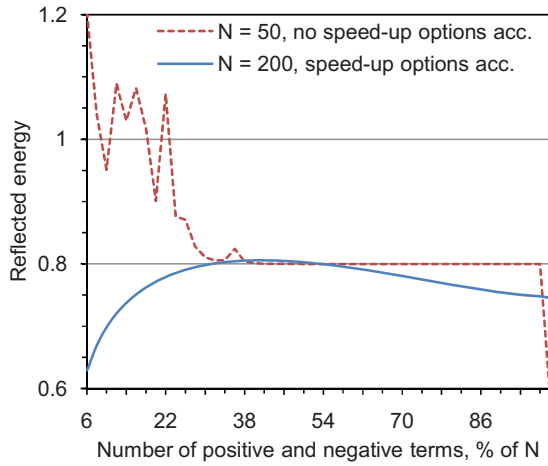 1.2
N = 50, no speed-up options acc.
N = 200, speed-up options acc.
1
Reflected energy
0.8
0.6
6 22 38 54 70 86
Number of positive and negative terms, % of N